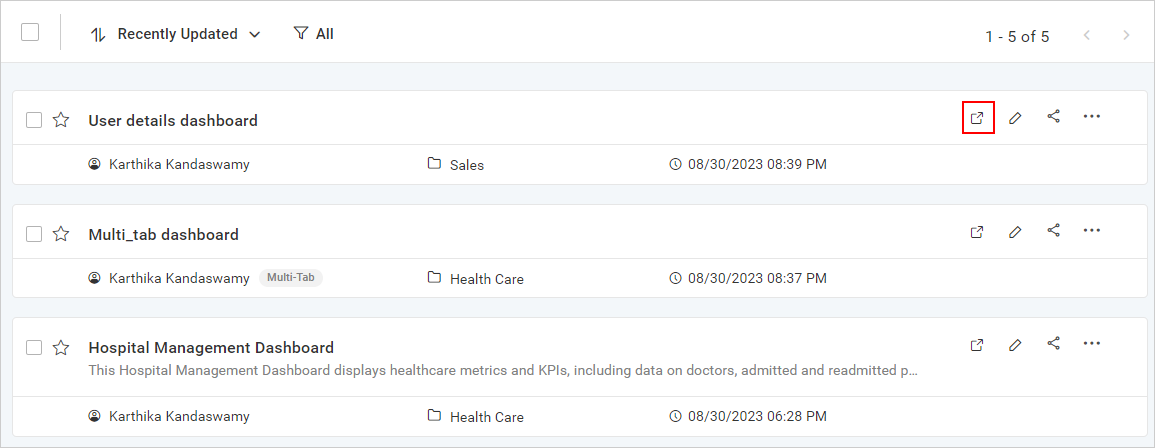 Recently Updated All 1 - 5 of 5
User details dashboard
Karthika Kandaswamy Sales 08/30/2023 08:39 PM
Multi_tab dashboard
Karthika Kandaswamy Multi-Tab Health Care 08/30/2023 08:37 PM
Hospital Management Dashboard
This Hospital Management Dashboard displays healthcare metrics and KPIs, including data on doctors, admitted and readmitted p...
Karthika Kandaswamy Health Care 08/30/2023 06:28 PM